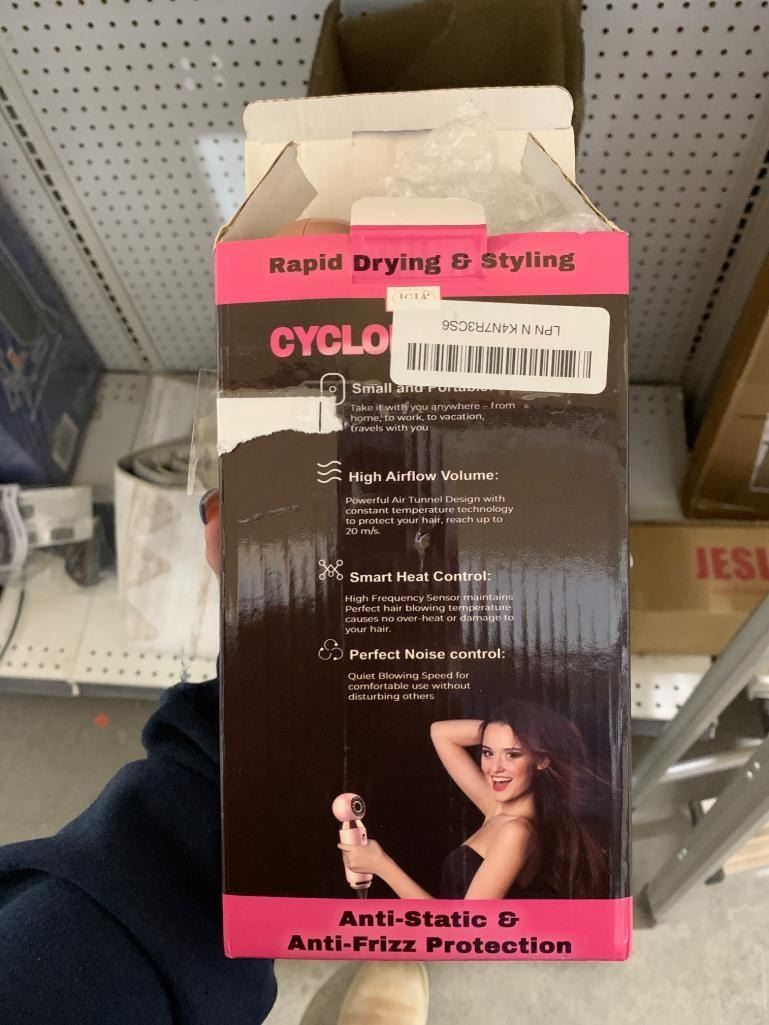 Rapid Drying & Styling
IGIA
LPN N K4N7R3CS6
Small and Portable:
Take it with you anywhere - from
home, to work, to vacation,
travels with you
High Airflow Volume:
Powerful Air Tunnel Design with
constant temperature technology
to protect your hair, reach up to
20 m/s.
Smart Heat Control:
High Frequency Sensor maintains
Perfect hair blowing temperature
causes no over-heat or damage to
your hair.
Perfect Noise control:
Quiet Blowing Speed for
comfortable use without
disturbing others
Anti-Static &
Anti-Frizz Protection